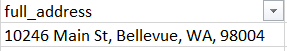 full_address
10246 Main St, Bellevue, WA, 98004